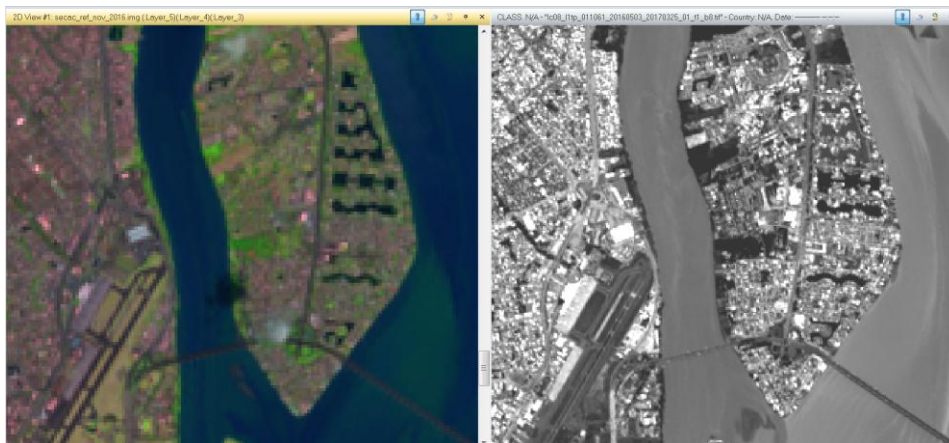 2D View #1: secac_ref_nov_2016.img (:Layer_5)(:Layer_4)(:Layer_3)
CLASS. N/A - "lc08_l1tp_011061_20160503_20170325_01_t1_b8.tif" - Country: N/A, Date: